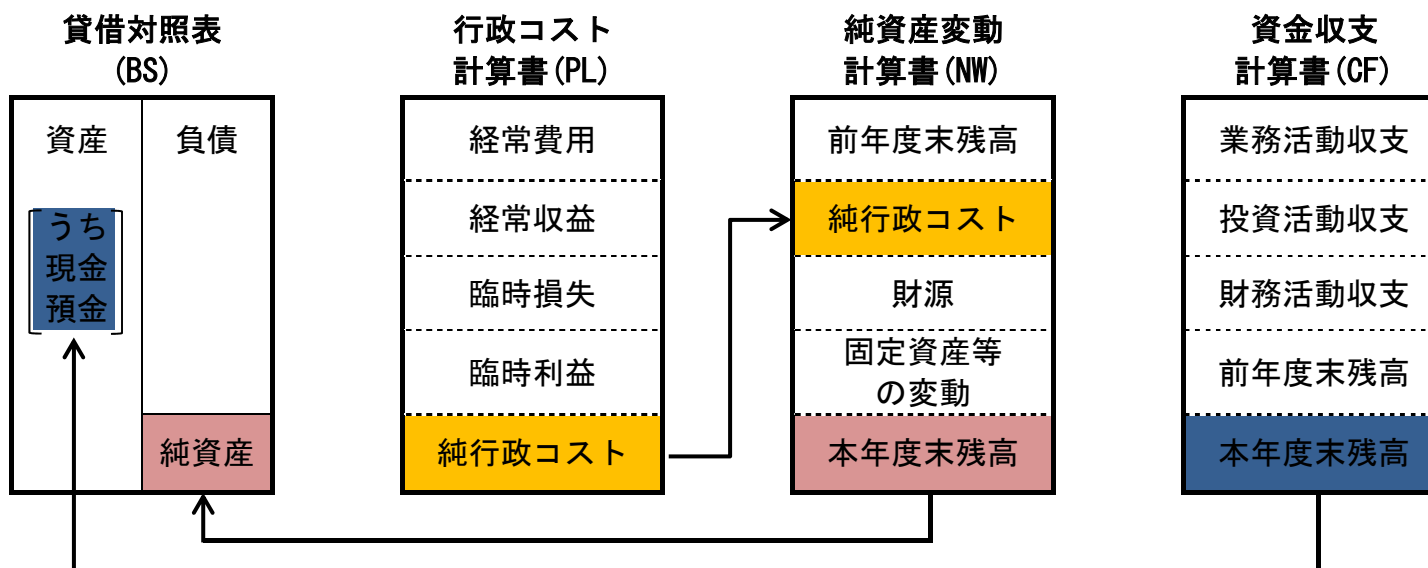 貸借対照表
(BS)
資産
負債
うち
現金
預金
純資産
行政コスト
計算書(PL)
経常費用
経常収益
臨時損失
臨時利益
純行政コスト
純資産変動
計算書(NW)
前年度末残高
純行政コスト
財源
固定資産等
の変動
本年度末残高
資金収支
計算書(CF)
業務活動収支
投資活動収支
財務活動収支
前年度末残高
本年度末残高